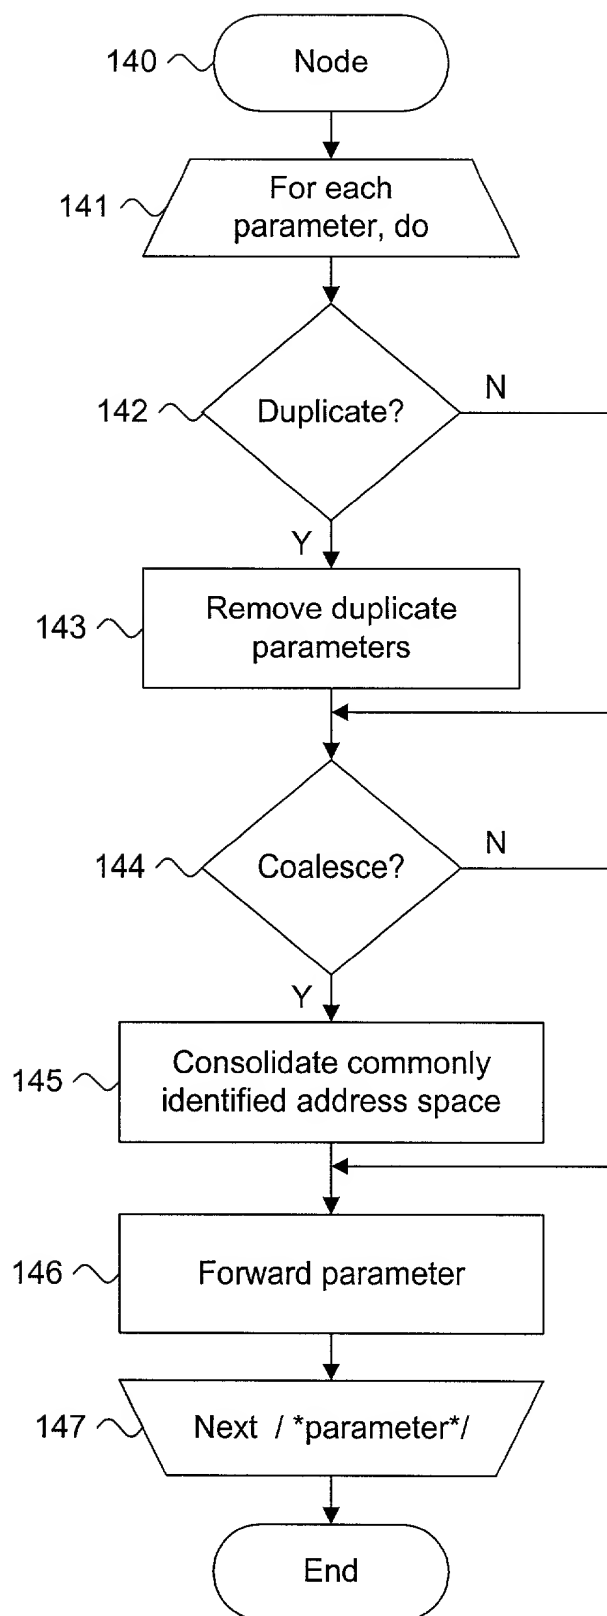 140
Node
141
For each
parameter, do
142
Duplicate?
N
Y
143
Remove duplicate
parameters
144
Coalesce?
N
Y
145
Consolidate commonly
identified address space
146
Forward parameter
147
Next / *parameter*/
End